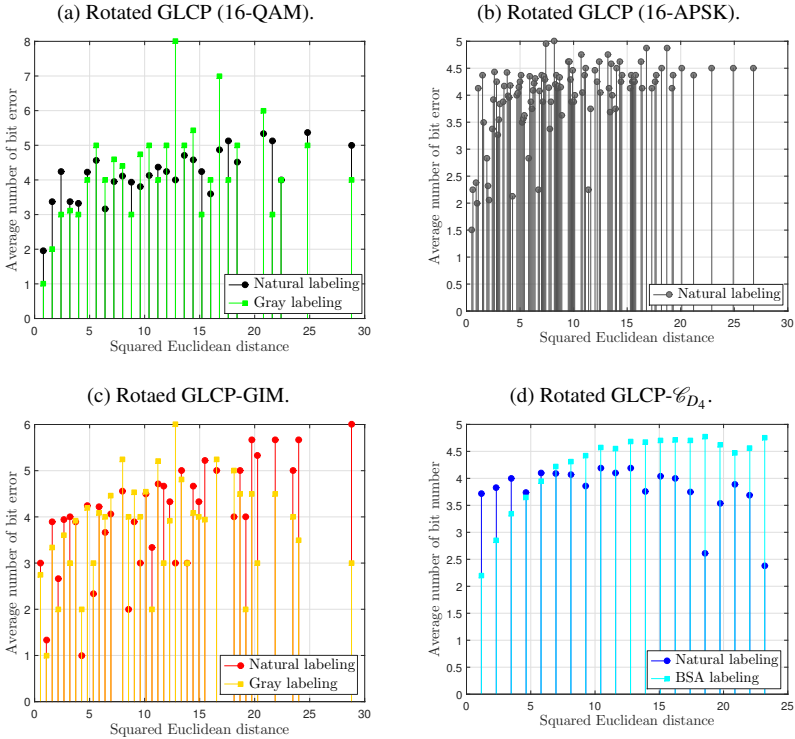 (a) Rotated GLCP (16-QAM).
8
7
6
5
4
3
2
1
0
0 5 10 15 20 25 30
Average number of bit error
Squared Euclidean distance
Natural labeling
Gray labeling
(b) Rotated GLCP (16-APSK).
5
4.5
4
3.5
3
2.5
2
1.5
1
0.5
0
0 5 10 15 20 25 30
Average number of bit error
Squared Euclidean distance
Natural labeling
(c) Rotaed GLCP-GIM.
6
5
4
3
2
1
0
0 5 10 15 20 25 30
Average number of bit error
Squared Euclidean distance
Natural labeling
Gray labeling
(d) Rotated GLCP-𝒞D4.
5
4.5
4
3.5
3
2.5
2
1.5
1
0.5
0
0 5 10 15 20 25
Average number of bit number
Squared Euclidean distance
Natural labeling
BSA labeling